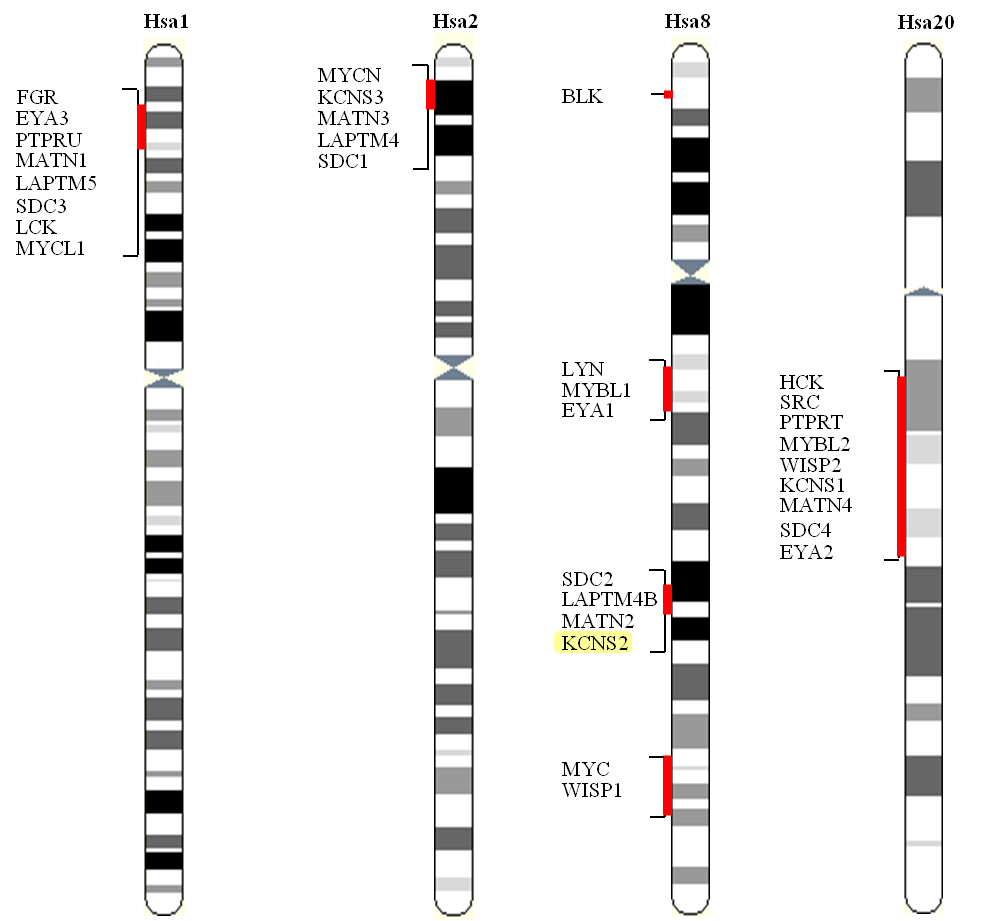 Hsa1
FGR
EYA3
PTPRU
MATN1
LAPTM5
SDC3
LCK
MYCL1
Hsa2
MYCN
KCNS3
MATN3
LAPTM4
SDC1
Hsa8
BLK
LYN
MYBL1
EYA1
SDC2
LAPTM4B
MATN2
KCNS2
MYC
WISP1
Hsa20
HCK
SRC
PTPRT
MYBL2
WISP2
KCNS1
MATN4
SDC4
EYA2